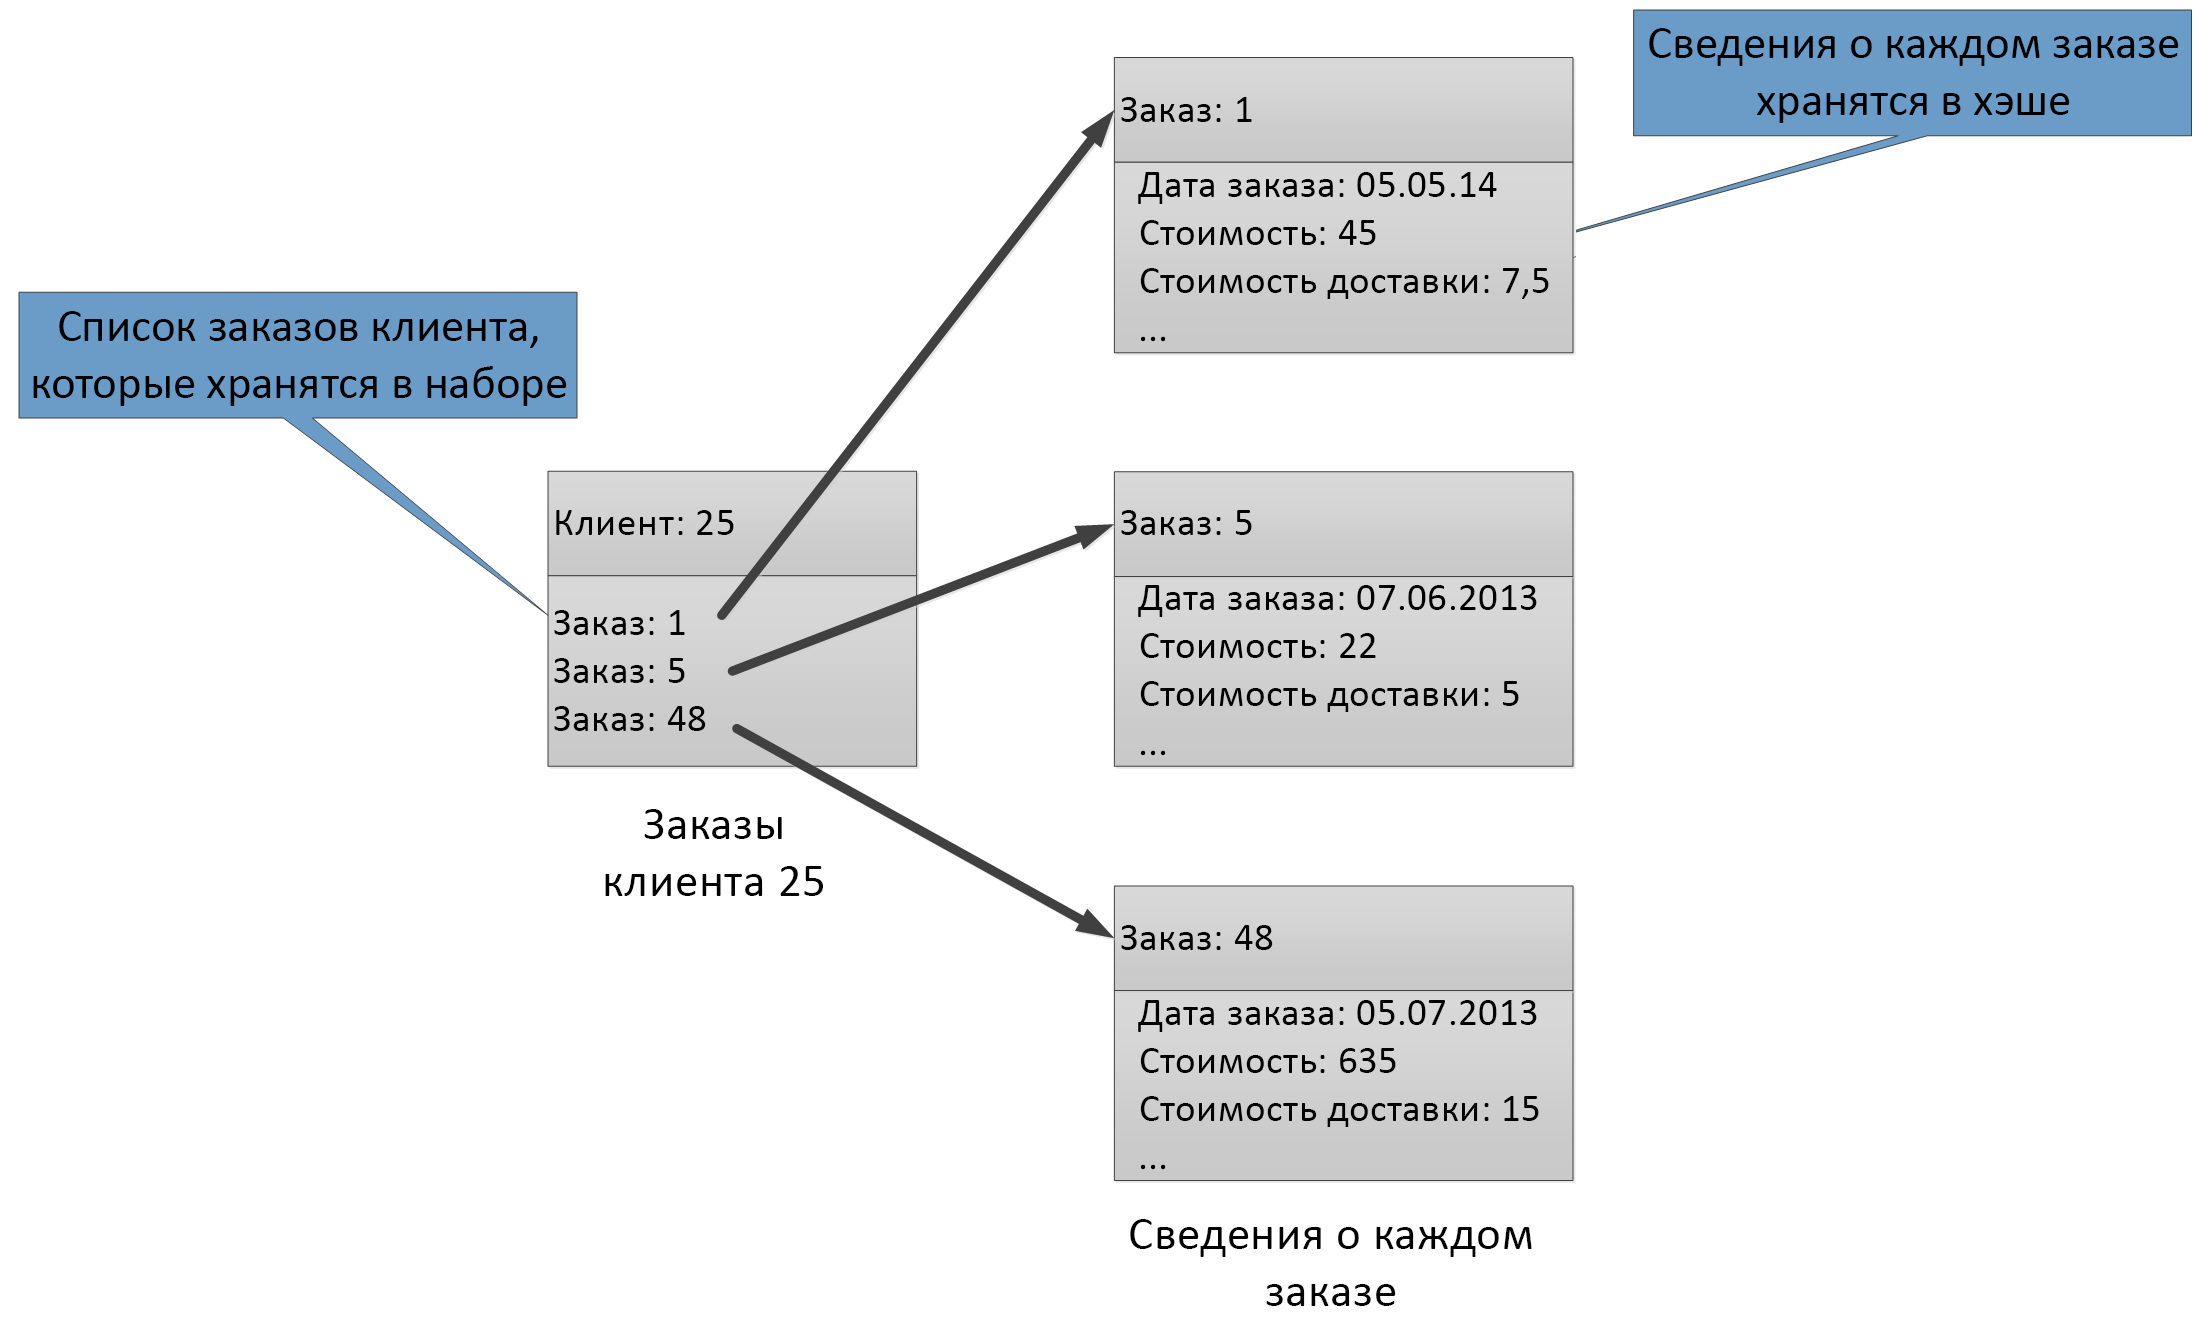 Сведения о каждом заказе
хранятся в хэше
Заказ: 1
Дата заказа: 05.05.14
Стоимость: 45
Стоимость доставки: 7,5
...
Список заказов клиента,
которые хранятся в наборе
Клиент: 25
Заказ: 1
Заказ: 5
Заказ: 48
Заказы
клиента 25
Заказ: 5
Дата заказа: 07.06.2013
Стоимость: 22
Стоимость доставки: 5
...
Заказ: 48
Дата заказа: 05.07.2013
Стоимость: 635
Стоимость доставки: 15
...
Сведения о каждом
заказе